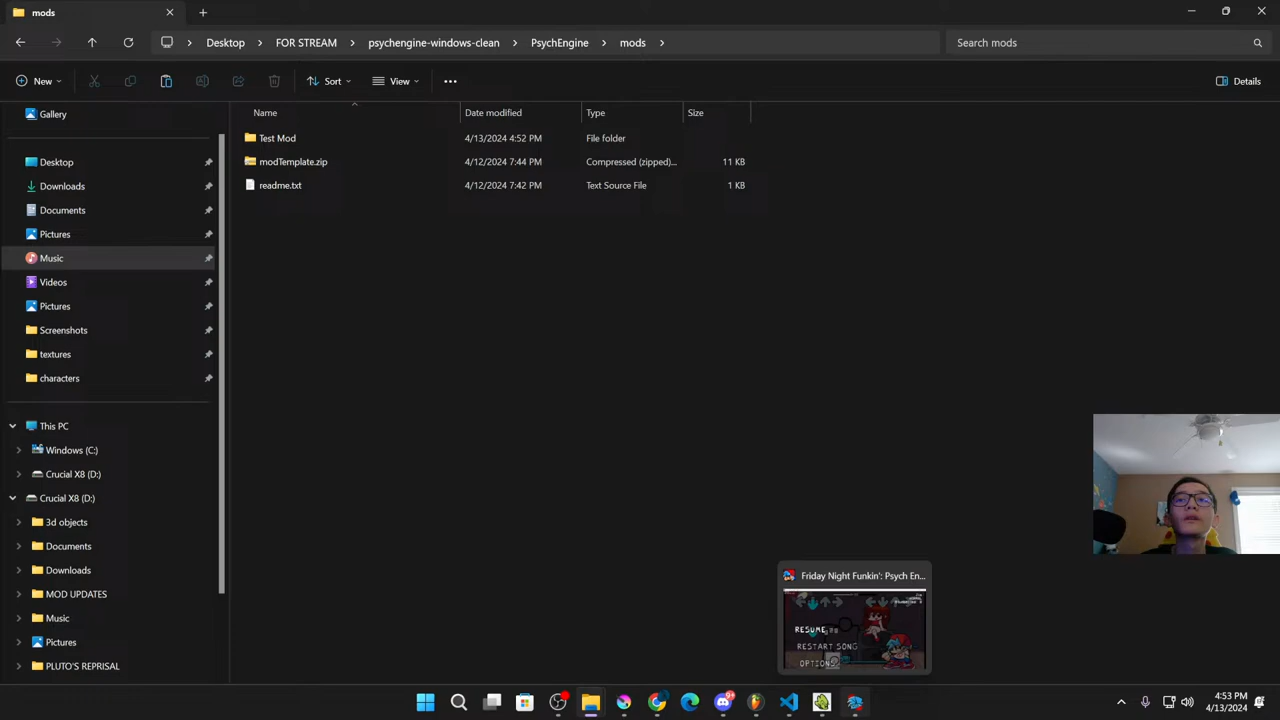 mods
Desktop > FOR STREAM > psychengine-windows-clean > PsychEngine > mods >
Search mods
New
Sort
View
Details
Gallery
Desktop
Downloads
Documents
Pictures
Music
Videos
Pictures
Screenshots
textures
characters
This PC
Windows (C:)
Crucial X8 (D:)
Crucial X8 (D:)
3d objects
Documents
Downloads
MOD UPDATES
Music
Pictures
PLUTO'S REPRISAL
Name Date modified Type Size
Test Mod 4/13/2024 4:52 PM File folder
modTemplate.zip 4/12/2024 7:44 PM Compressed (zipped)... 11 KB
readme.txt 4/12/2024 7:42 PM Text Source File 1 KB
Friday Night Funkin': Psych En...
RESUME
RESTART SONG
OPTIONS
9+
4:53 PM
4/13/2024